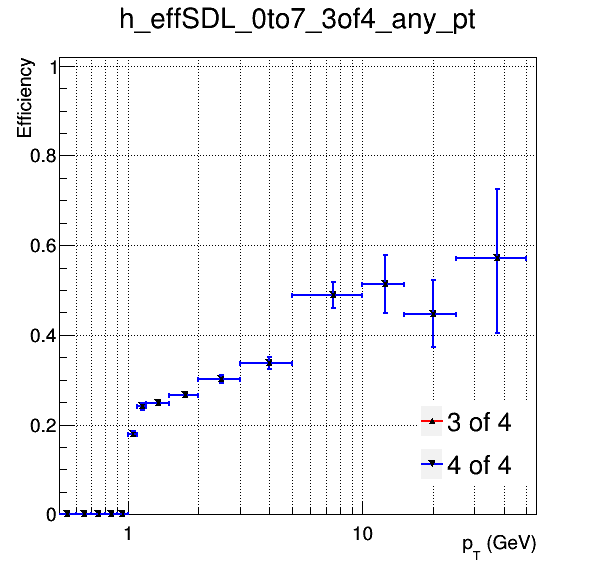 h_effSDL_0to7_3of4_any_pt
Efficiency
1
0.8
0.6
0.4
0.2
0
3 of 4
4 of 4
1
10
p_T (GeV)